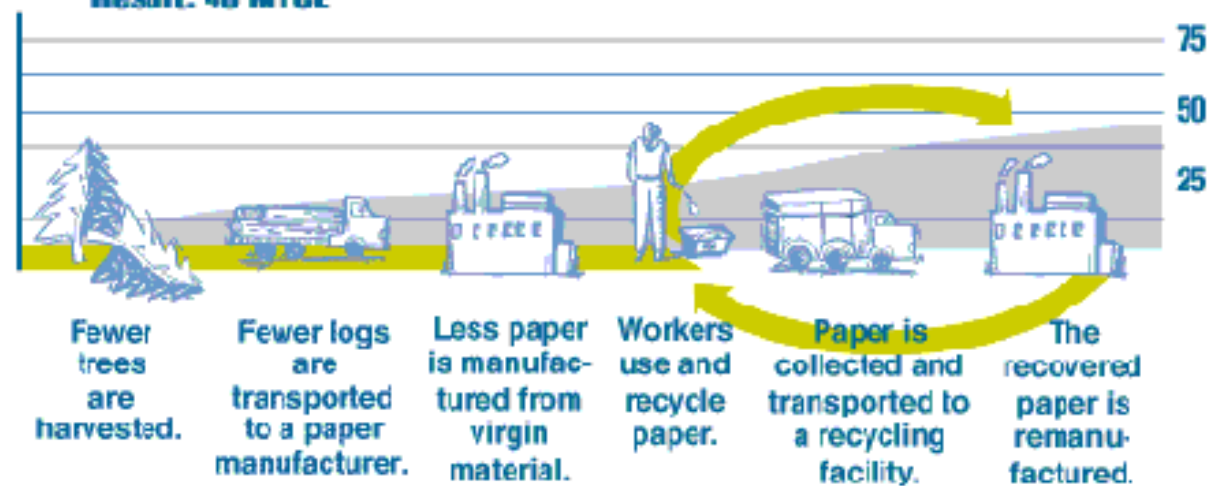 75
50
25
Fewer
trees
are
harvested.
Fewer logs
are
transported
to a paper
manufacturer.
Less paper
is manufac-
tured from
virgin
material.
Workers
use and
recycle
paper.
Paper is
collected and
transported to
a recycling
facility.
The
recovered
paper is
remanu-
factured.